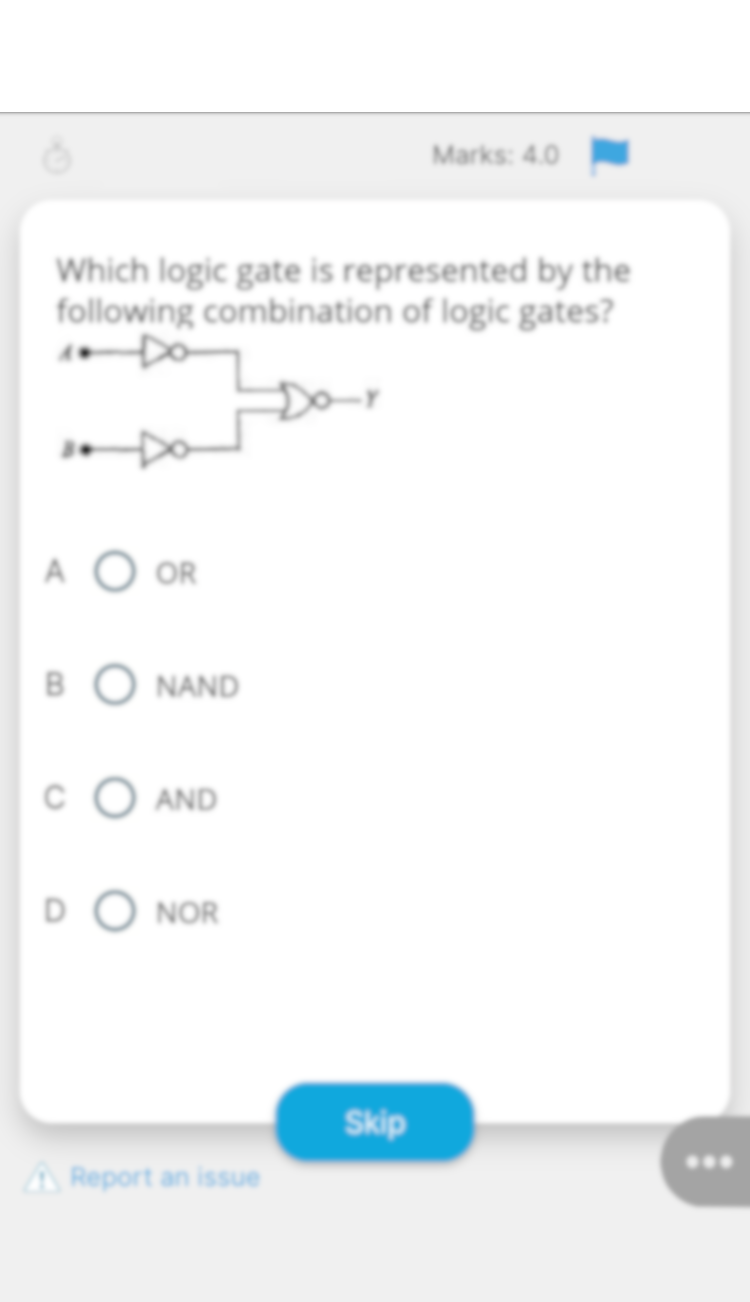 Marks: 4.0
Which logic gate is represented by the
following combination of logic gates?
A
Y
B
A OR
B NAND
C AND
D NOR
Skip
Report an issue